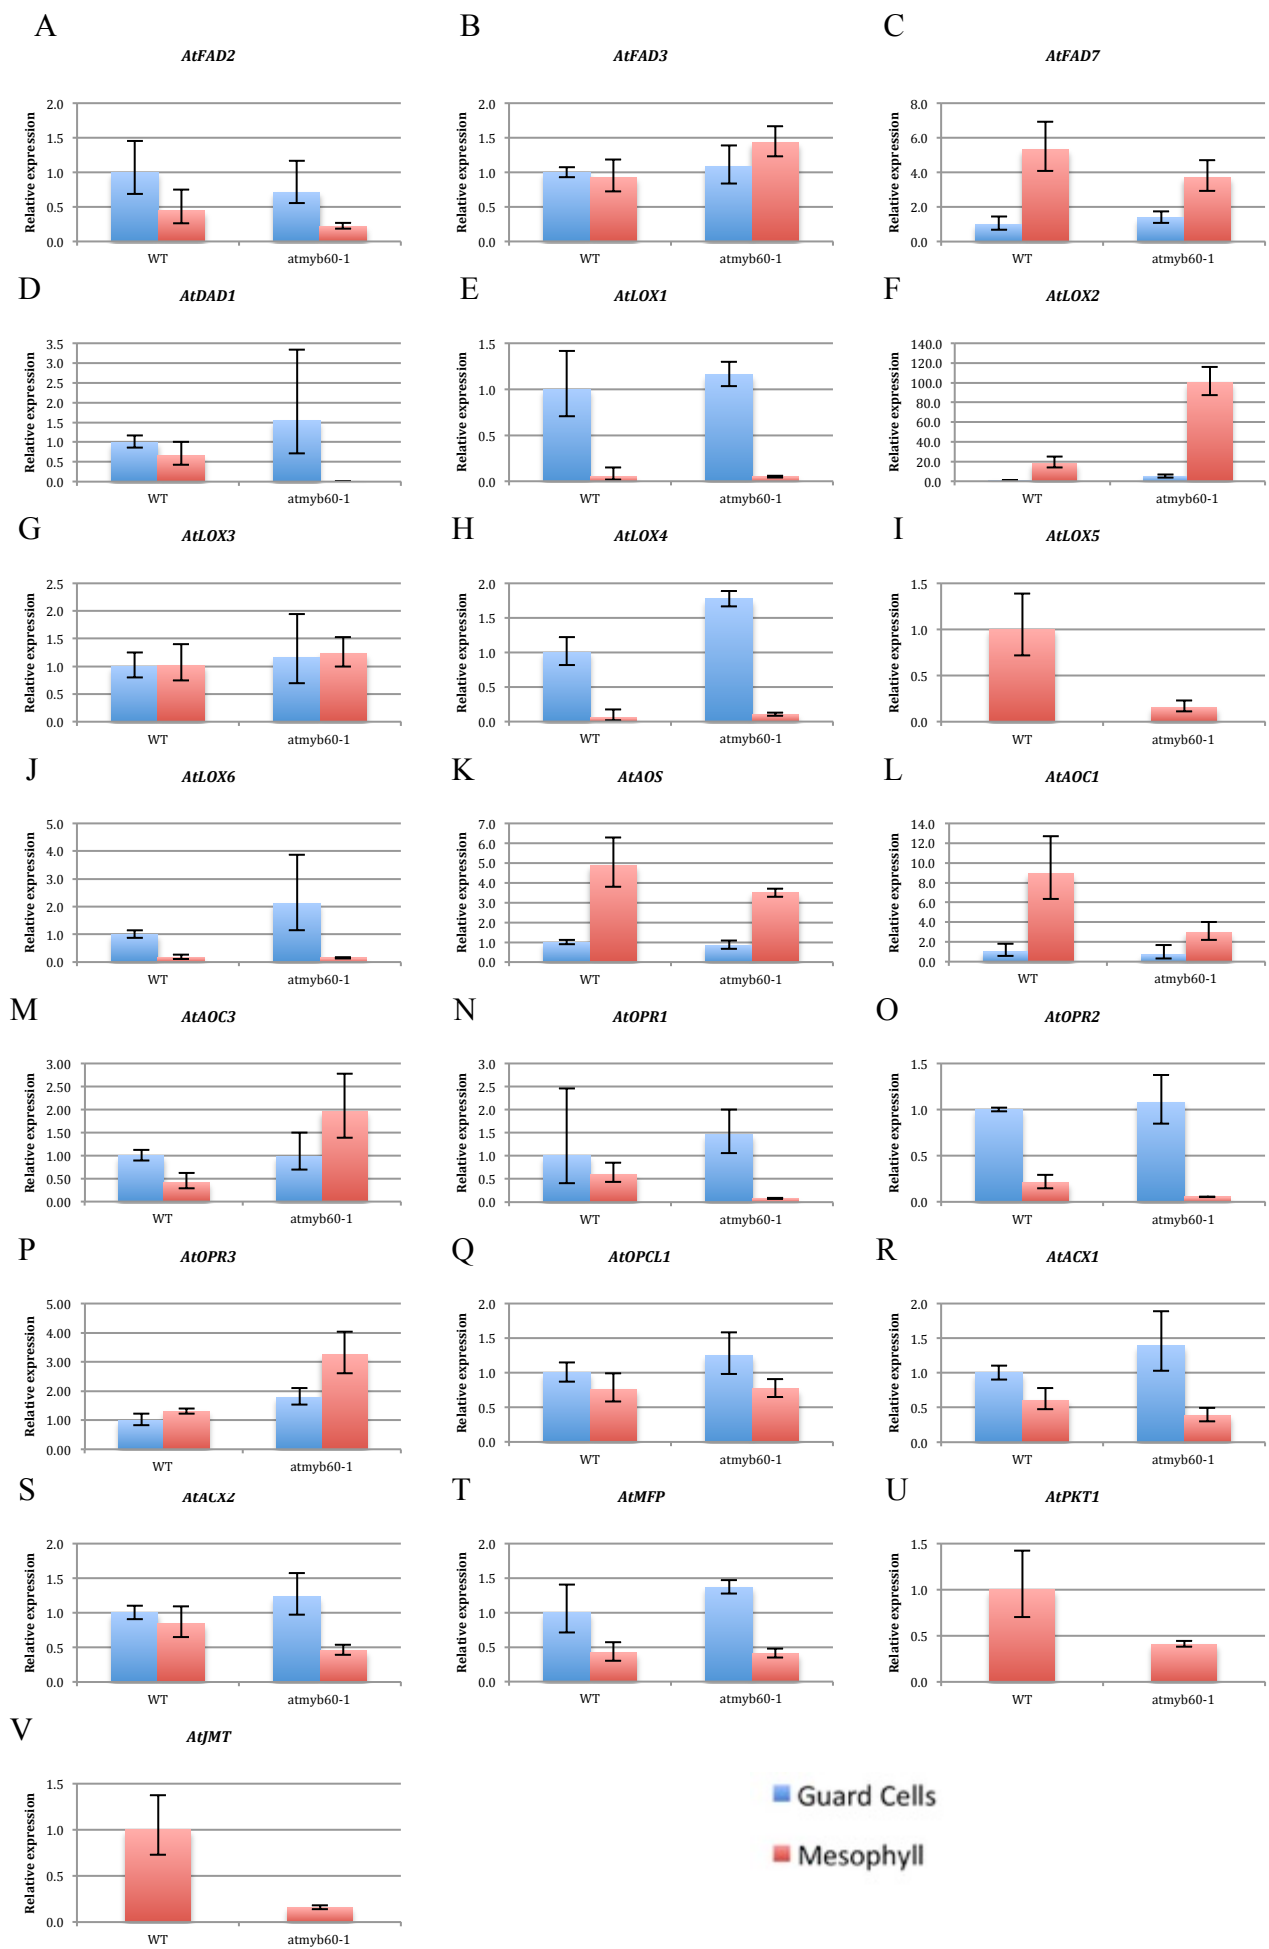 A
AtFAD2
Relative expression
2.0
1.5
1.0
0.5
0.0
WT
atmyb60-1
B
AtFAD3
Relative expression
2.0
1.5
1.0
0.5
0.0
WT
atmyb60-1
C
AtFAD7
Relative expression
8.0
6.0
4.0
2.0
0.0
WT
atmyb60-1
D
AtDAD1
Relative expression
3.5
3.0
2.5
2.0
1.5
1.0
0.5
0.0
WT
atmyb60-1
E
AtLOX1
Relative expression
1.5
1.0
0.5
0.0
WT
atmyb60-1
F
AtLOX2
Relative expression
140.0
120.0
100.0
80.0
60.0
40.0
20.0
0.0
WT
atmyb60-1
G
AtLOX3
Relative expression
2.5
2.0
1.5
1.0
0.5
0.0
WT
atmyb60-1
H
AtLOX4
Relative expression
2.0
1.5
1.0
0.5
0.0
WT
atmyb60-1
I
AtLOX5
Relative expression
1.5
1.0
0.5
0.0
WT
atmyb60-1
J
AtLOX6
Relative expression
5.0
4.0
3.0
2.0
1.0
0.0
WT
atmyb60-1
K
AtAOS
Relative expression
7.0
6.0
5.0
4.0
3.0
2.0
1.0
0.0
WT
atmyb60-1
L
AtAOC1
Relative expression
14.0
12.0
10.0
8.0
6.0
4.0
2.0
0.0
WT
atmyb60-1
M
AtAOC3
Relative expression
3.00
2.50
2.00
1.50
1.00
0.50
0.00
WT
atmyb60-1
N
AtOPR1
Relative expression
3.0
2.5
2.0
1.5
1.0
0.5
0.0
WT
atmyb60-1
O
AtOPR2
Relative expression
1.5
1.0
0.5
0.0
WT
atmyb60-1
P
AtOPR3
Relative expression
5.00
4.00
3.00
2.00
1.00
0.00
WT
atmyb60-1
Q
AtOPCL1
Relative expression
2.0
1.5
1.0
0.5
0.0
WT
atmyb60-1
R
AtACX1
Relative expression
2.0
1.5
1.0
0.5
0.0
WT
atmyb60-1
S
AtACX2
Relative expression
2.0
1.5
1.0
0.5
0.0
WT
atmyb60-1
T
AtMFP
Relative expression
2.0
1.5
1.0
0.5
0.0
WT
atmyb60-1
U
AtPKT1
Relative expression
1.5
1.0
0.5
0.0
WT
atmyb60-1
V
AtJMT
Relative expression
1.5
1.0
0.5
0.0
WT
atmyb60-1
Guard Cells
Mesophyll